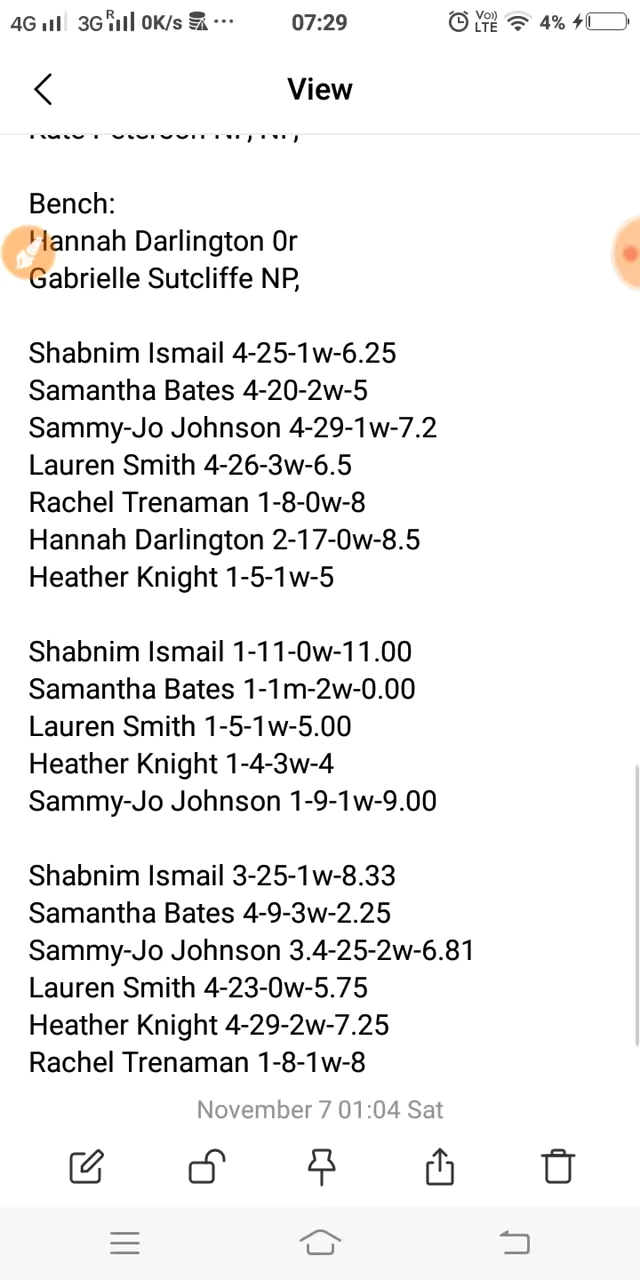 4G 3G R 0K/s ... 07:29 Vo) LTE 4%
View
Bench:
Hannah Darlington 0r
Gabrielle Sutcliffe NP,
Shabnim Ismail 4-25-1w-6.25
Samantha Bates 4-20-2w-5
Sammy-Jo Johnson 4-29-1w-7.2
Lauren Smith 4-26-3w-6.5
Rachel Trenaman 1-8-0w-8
Hannah Darlington 2-17-0w-8.5
Heather Knight 1-5-1w-5
Shabnim Ismail 1-11-0w-11.00
Samantha Bates 1-1m-2w-0.00
Lauren Smith 1-5-1w-5.00
Heather Knight 1-4-3w-4
Sammy-Jo Johnson 1-9-1w-9.00
Shabnim Ismail 3-25-1w-8.33
Samantha Bates 4-9-3w-2.25
Sammy-Jo Johnson 3.4-25-2w-6.81
Lauren Smith 4-23-0w-5.75
Heather Knight 4-29-2w-7.25
Rachel Trenaman 1-8-1w-8
November 7 01:04 Sat